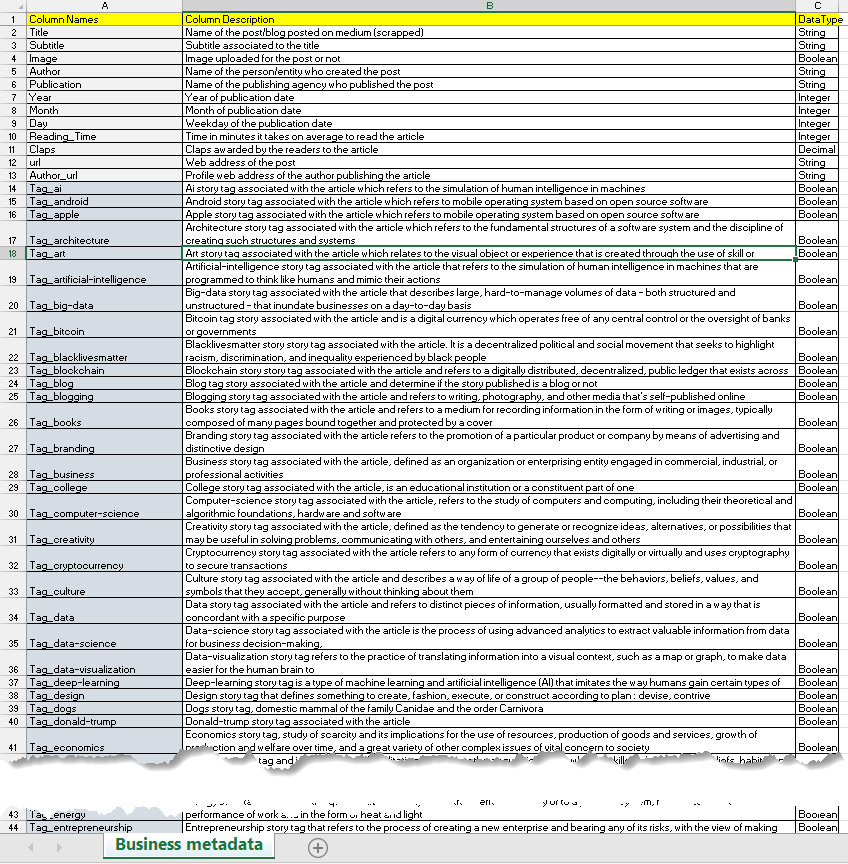 A B C
1 Column Names Column Description DataType
2 Title Name of the post/blog posted on medium (scrapped) String
3 Subtitle Subtitle associated to the title String
4 Image Image uploaded for the post or not Boolean
5 Author Name of the person/entity who created the post String
6 Publication Name of the publishing agency who published the post String
7 Year Year of publication date Integer
8 Month Month of publication date Integer
9 Day Weekday of the publication date Integer
10 Reading_Time Time in minutes it takes on average to read the article Integer
11 Claps Claps awarded by the readers to the article Decimal
12 url Web address of the post String
13 Author_url Profile web address of the author publishing the article String
14 Tag_ai Ai story tag associated with the article which refers to the simulation of human intelligence in machines Boolean
15 Tag_android Android story tag associated with the article which refers to mobile operating system based on open source software Boolean
16 Tag_apple Apple story tag associated with the article which refers to mobile operating system based on open source software Boolean
Architecture story tag associated with the article which refers to the fundamental structures of a software system and the discipline of
17 Tag_architecture creating such structures and systems Boolean
18 Tag_art Art story tag associated with the article which relates to the visual object or experience that is created through the use of skill or Boolean
Artificial-intelligence story tag associated with the article that refers to the simulation of human intelligence in machines that are
19 Tag_artificial-intelligence programmed to think like humans and mimic their actions Boolean
Big-data story tag associated with the article that describes large, hard-to-manage volumes of data - both structured and
20 Tag_big-data unstructured - that inundate businesses on a day-to-day basis Boolean
Bitcoin tag story associated with the article and is a digital currency which operates free of any central control or the oversight of banks
21 Tag_bitcoin or governments Boolean
Blacklivesmatter story story tag associated with the article. It is a decentralized political and social movement that seeks to highlight
22 Tag_blacklivesmatter racism, discrimination, and inequality experienced by black people Boolean
23 Tag_blockchain Blockchain story story tag associated with the article and refers to a digitally distributed, decentralized, public ledger that exists across Boolean
24 Tag_blog Blog tag story associated with the article and determine if the story published is a blog or not Boolean
25 Tag_blogging Blogging story tag associated with the article and refers to writing, photography, and other media that's self-published online Boolean
Books story tag associated with the article and refers to a medium for recording information in the form of writing or images, typically
26 Tag_books composed of many pages bound together and protected by a cover Boolean
Branding story tag associated with the article refers to the promotion of a particular product or company by means of advertising and
27 Tag_branding distinctive design Boolean
Business story tag associated with the article, defined as an organization or enterprising entity engaged in commercial, industrial, or
28 Tag_business professional activities Boolean
29 Tag_college College story tag associated with the article, is an educational institution or a constituent part of one Boolean
Computer-science story tag associated with the article, refers to the study of computers and computing, including their theoretical and
30 Tag_computer-science algorithmic foundations, hardware and software Boolean
Creativity story tag associated with the article, defined as the tendency to generate or recognize ideas, alternatives, or possibilities that
31 Tag_creativity may be useful in solving problems, communicating with others, and entertaining ourselves and others Boolean
Cryptocurrency story tag associated with the article refers to any form of currency that exists digitally or virtually and uses cryptography
32 Tag_cryptocurrency to secure transactions Boolean
Culture story tag associated with the article and describes a way of life of a group of people--the behaviors, beliefs, values, and
33 Tag_culture symbols that they accept, generally without thinking about them Boolean
Data story tag associated with the article and refers to distinct pieces of information, usually formatted and stored in a way that is
34 Tag_data concordant with a specific purpose Boolean
Data-science story tag associated with the article is the process of using advanced analytics to extract valuable information from data
35 Tag_data-science for business decision-making, Boolean
Data-visualization story tag refers to the practice of translating information into a visual context, such as a map or graph, to make data
36 Tag_data-visualization easier for the human brain to Boolean
37 Tag_deep-learning Deep-learning story tag is a type of machine learning and artificial intelligence (AI) that imitates the way humans gain certain types of Boolean
38 Tag_design Design story tag that defines something to create, fashion, execute, or construct according to plan : devise, contrive Boolean
39 Tag_dogs Dogs story tag, domestic mammal of the family Canidae and the order Carnivora Boolean
40 Tag_donald-trump Donald-trump story tag associated with the article Boolean
Economics story tag, study of scarcity and its implications for the use of resources, production of goods and services, growth of
41 Tag_economics production and welfare over time, and a great variety of other complex issues of vital concern to society Boolean
tag and
43 Tag_energy performance of work and in the form of heat and light Boolean
44 Tag_entrepreneurship Entrepreneurship story tag that refers to the process of creating a new enterprise and bearing any of its risks, with the view of making Boolean
Business metadata